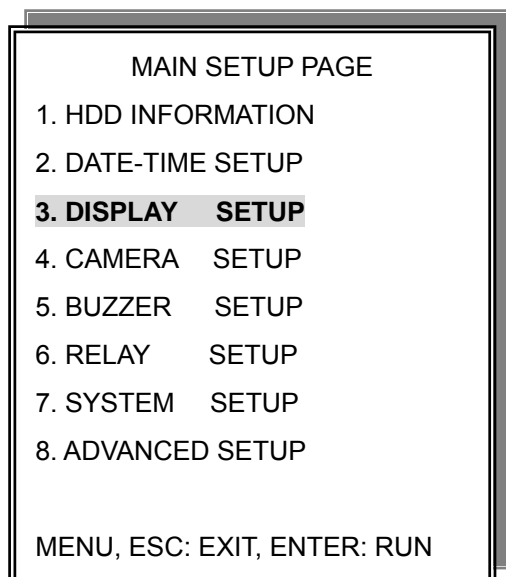 MAIN SETUP PAGE
1. HDD INFORMATION
2. DATE-TIME SETUP
3. DISPLAY SETUP
4. CAMERA SETUP
5. BUZZER SETUP
6. RELAY SETUP
7. SYSTEM SETUP
8. ADVANCED SETUP
MENU, ESC: EXIT, ENTER: RUN